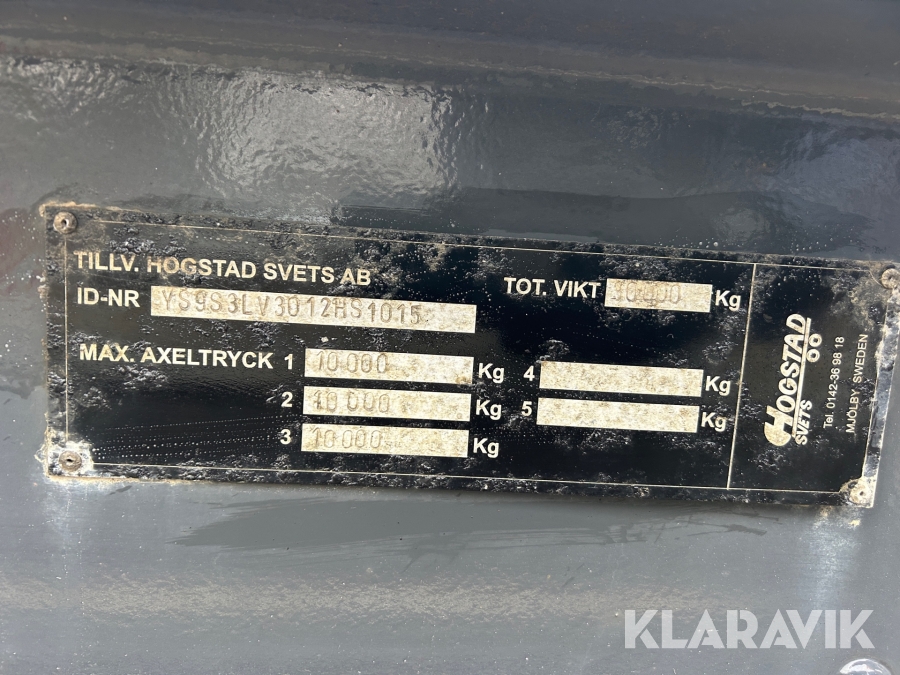 TILLV. HOGSTAD SVETS AB
ID-NR YS9S3LV3012HS1015
TOT. VIKT Kg
MAX. AXELTRYCK 1 10 000 Kg
2 10 000 Kg
3 10 000 Kg
4 Kg
5 Kg
HOGSTAD
SVETS
Tel. 0142-36 98 18
MJÖLBY SWEDEN
KLARAVIK